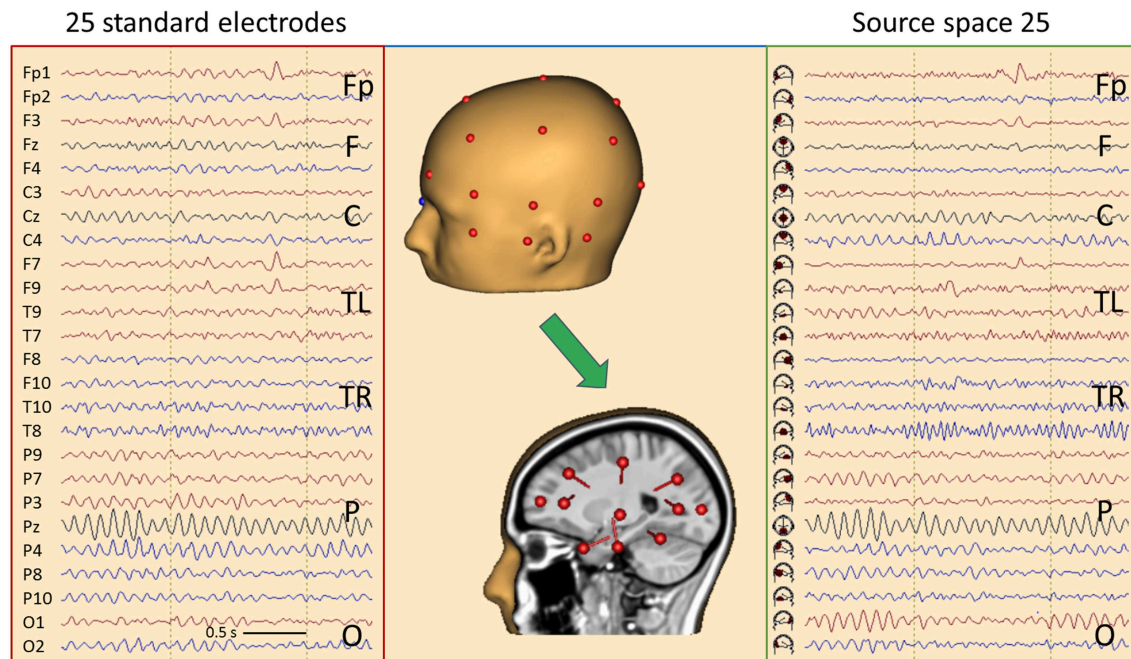 25 standard electrodes
Source space 25
Fp1
Fp2
F3
Fz
F4
C3
Cz
C4
F7
F9
T9
T7
F8
F10
T10
T8
P9
P7
P3
Pz
P4
P8
P10
O1
O2
Fp
F
C
TL
TR
P
O
0.5 s
Fp
F
C
TL
TR
P
O